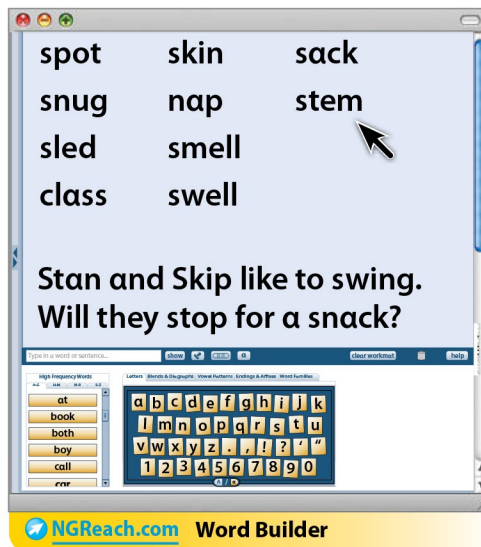 spot skin sack
snug nap stem
sled smell
class swell
Stan and Skip like to swing.
Will they stop for a snack?
Type in a word or sentence... show a clear workmat help
High Frequency Words
Letters Blends & Digraphs Vowel Patterns Endings & Affixes Word Families
at
book
both
boy
call
car
a b c d e f g h i j k
l m n o p q r s t u
v w x y z . , ! ? ‘ “
1 2 3 4 5 6 7 8 9 0
NGReach.com Word Builder